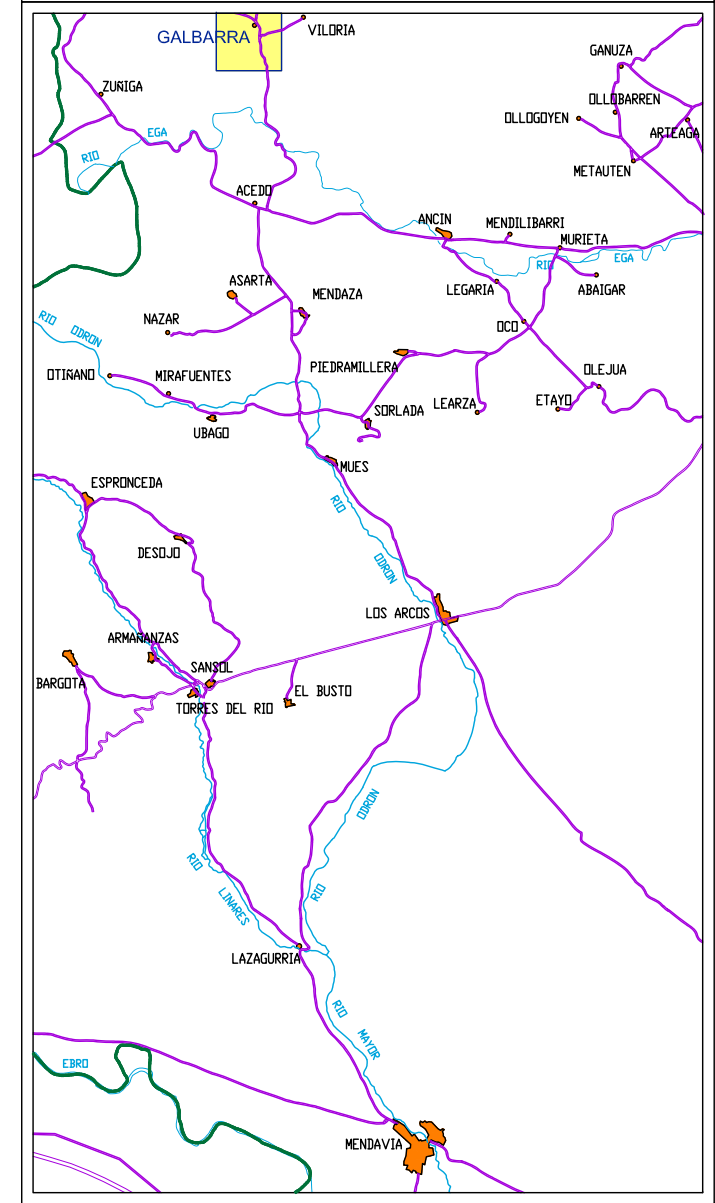 GALBARRA
VILORIA
GANUZA
ZUÑIGA
OLLOBARREN
OLLOGOYEN
ARTEAGA
EGA
RIO
METAUTEN
ACEDO
ANCIN
MENDILIBARRI
MURIETA
RIO
EGA
ASARTA
MENDAZA
LEGARIA
ABAIGAR
NAZAR
RIO ODRON
OCO
PIEDRAMILLERA
OTIÑANO
MIRAFUENTES
OLEJUA
LEARZA
ETAYO
SORLADA
UBAGO
MUES
ESPRONCEDA
RIO
ODRON
DESOJO
LOS ARCOS
ARMAÑANZAS
SANSOL
BARGOTA
EL BUSTO
TORRES DEL RIO
ODRON
RIO
RIO
LINARES
LAZAGURRIA
RIO
MAYOR
EBRO
MENDAVIA